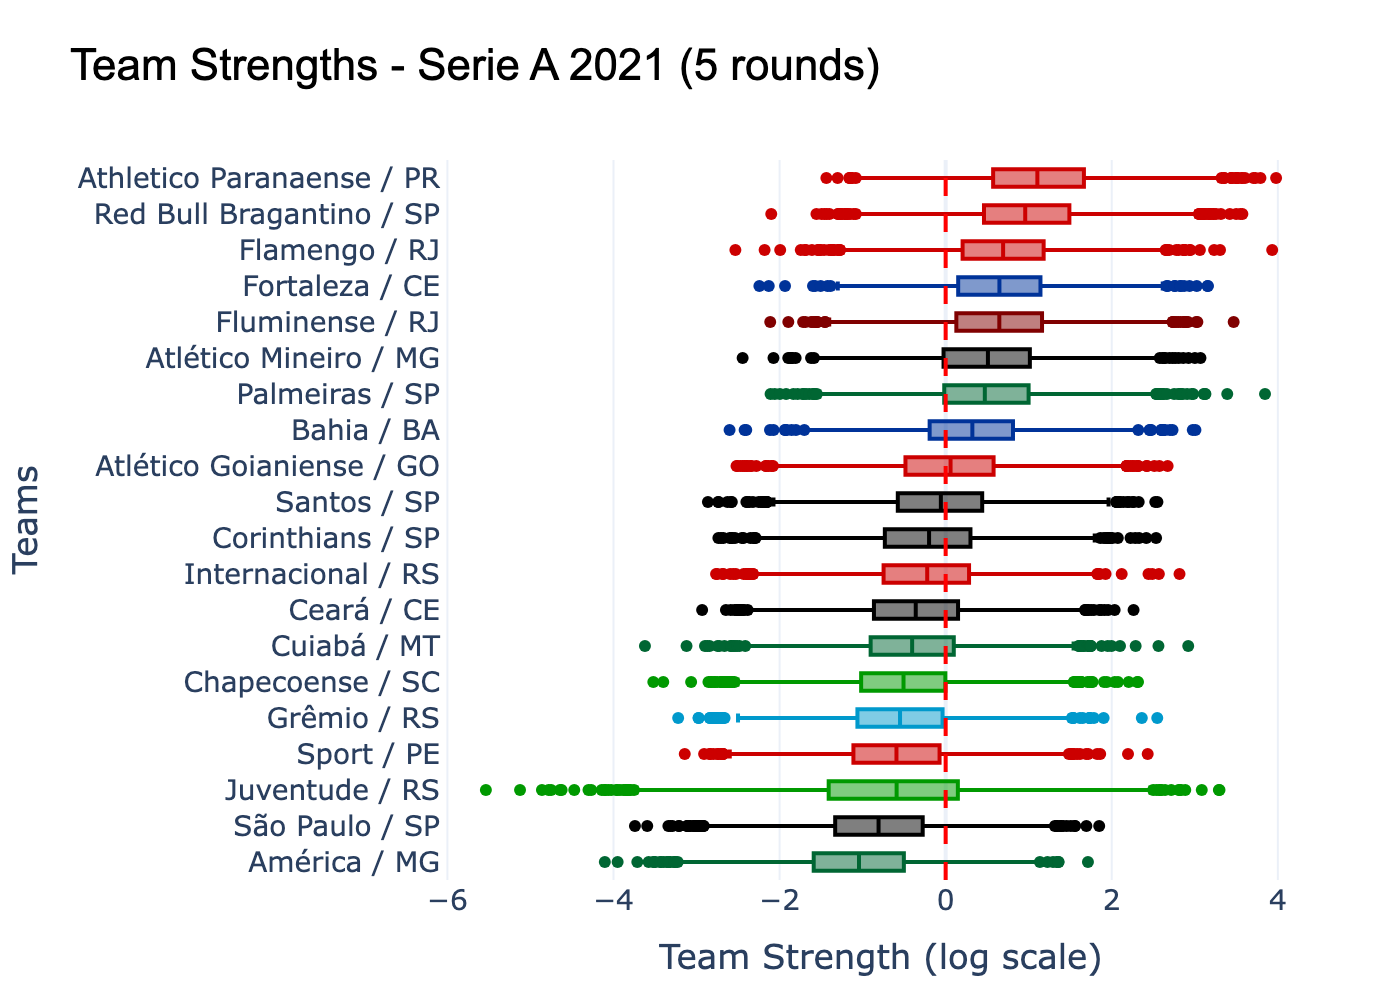 Team Strengths - Serie A 2021 (5 rounds)
Teams
Athletico Paranaense / PR
Red Bull Bragantino / SP
Flamengo / RJ
Fortaleza / CE
Fluminense / RJ
Atlético Mineiro / MG
Palmeiras / SP
Bahia / BA
Atlético Goianiense / GO
Santos / SP
Corinthians / SP
Internacional / RS
Ceará / CE
Cuiabá / MT
Chapecoense / SC
Grêmio / RS
Sport / PE
Juventude / RS
São Paulo / SP
América / MG
−6 −4 −2 0 2 4
Team Strength (log scale)